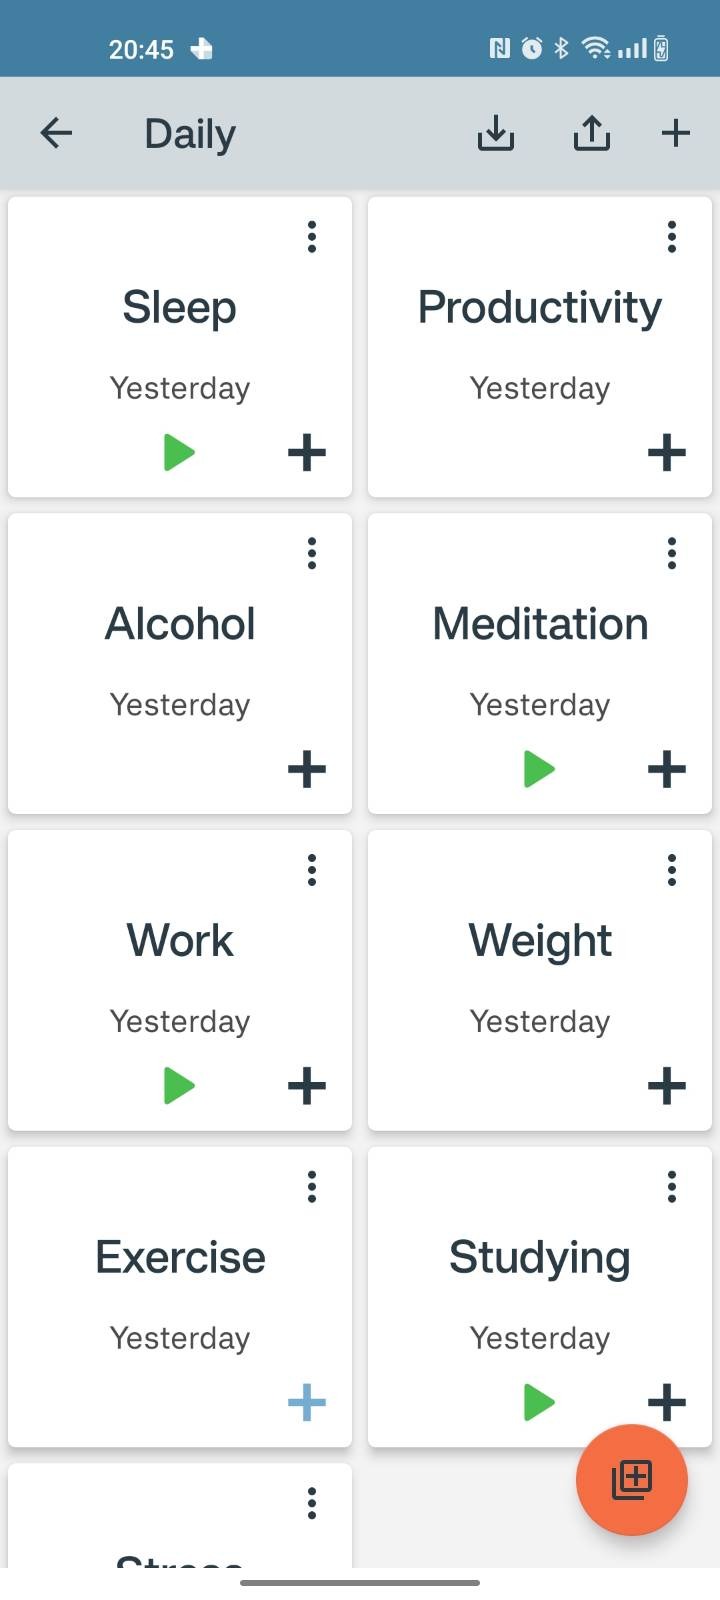 20:45
Daily
Sleep
Yesterday
Productivity
Yesterday
Alcohol
Yesterday
Meditation
Yesterday
Work
Yesterday
Weight
Yesterday
Exercise
Yesterday
Studying
Yesterday